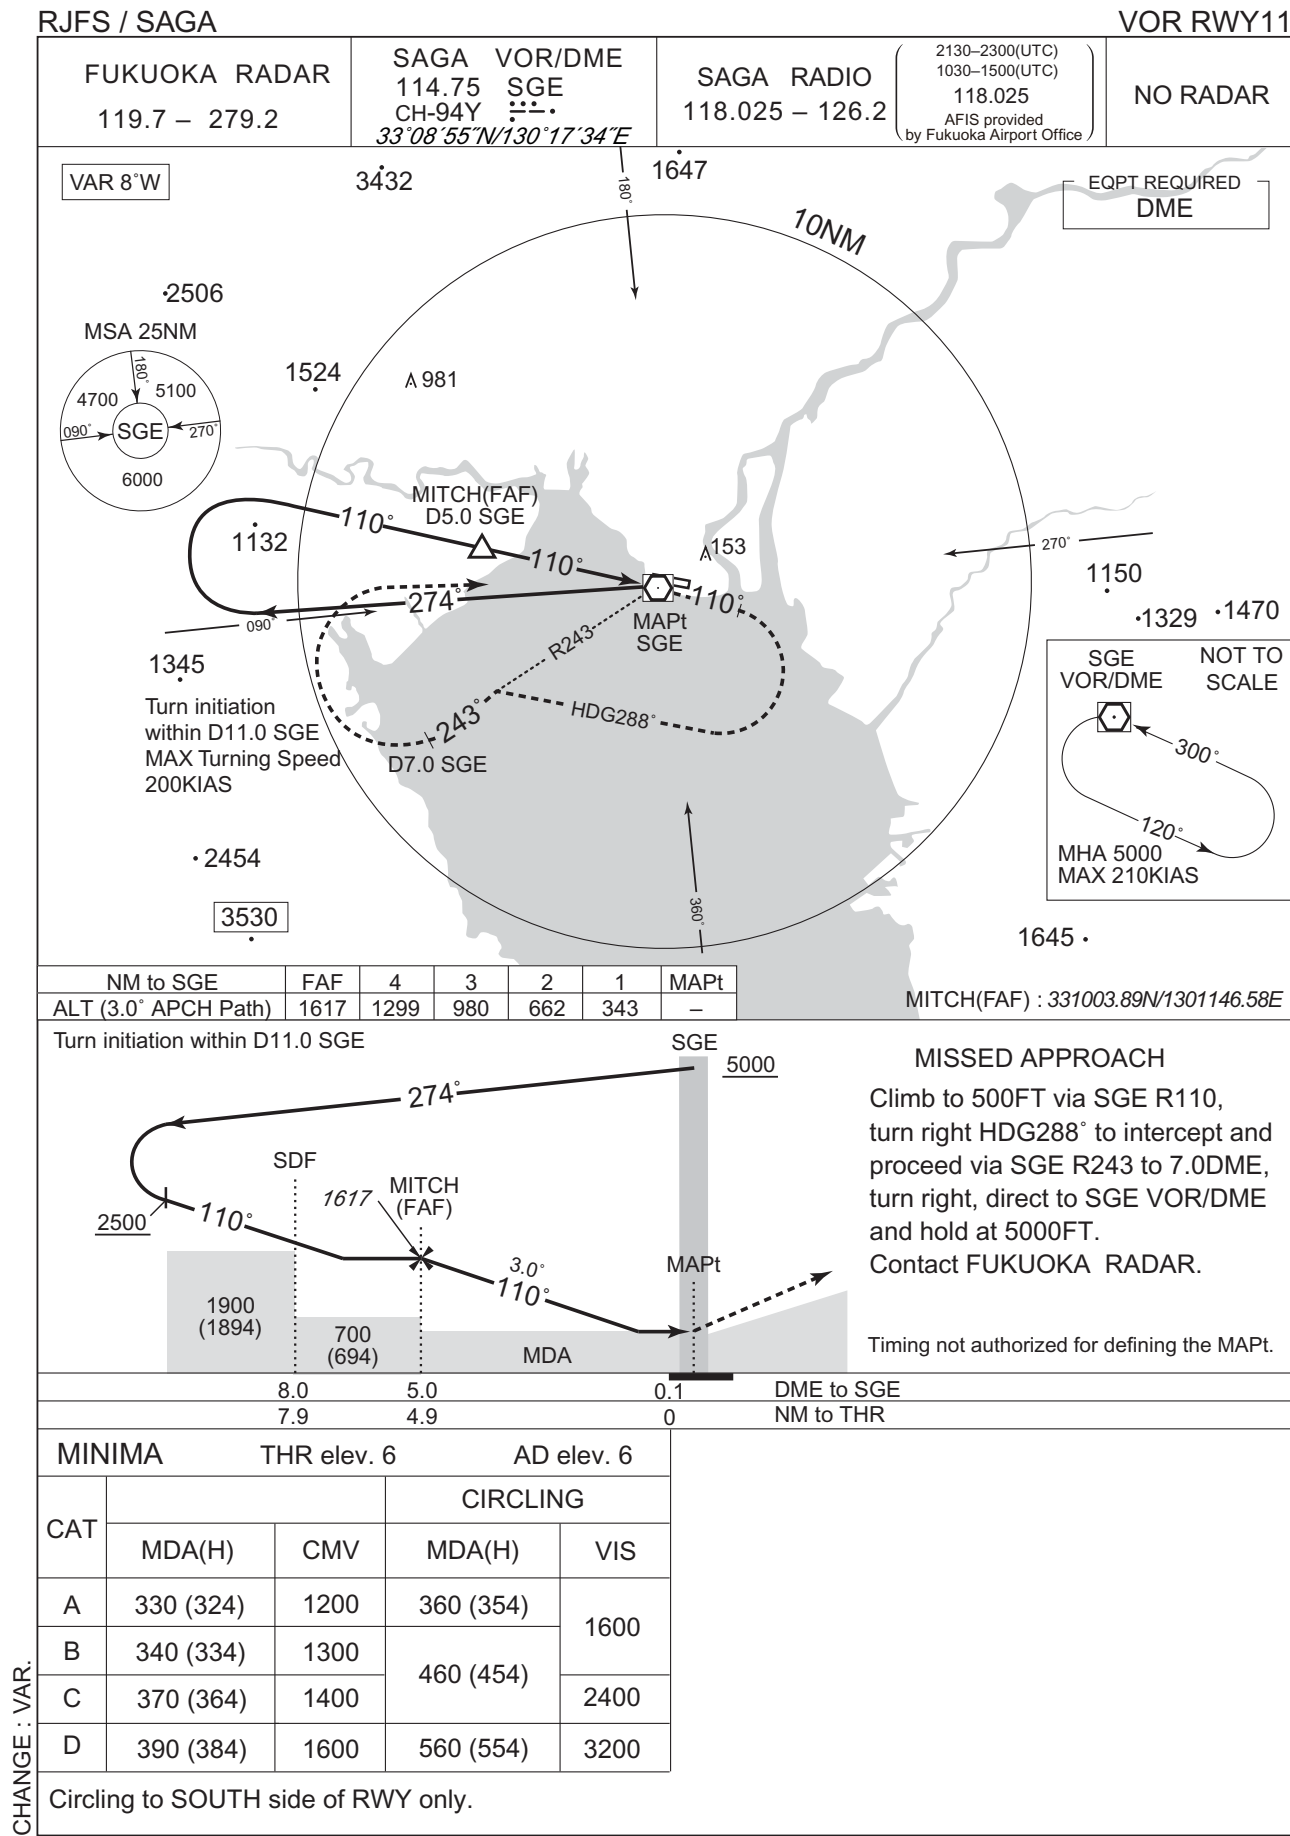 RJFS / SAGA
VOR RWY11
FUKUOKA RADAR
119.7 – 279.2
SAGA VOR/DME
114.75 SGE
CH-94Y
33°08´55˝N/130°17´34˝E
SAGA RADIO
118.025 – 126.2
2130–2300(UTC)
1030–1500(UTC)
118.025
AFIS provided
by Fukuoka Airport Office
NO RADAR
VAR 8°W
3432
180°
1647
EQPT REQUIRED
DME
10NM
2506
MSA 25NM
180°
4700
5100
090°
SGE
270°
6000
1524
981
MITCH(FAF)
D5.0 SGE
110°
1132
110°
153
270°
274°
110°
1150
090°
MAPt
SGE
R243
1329
1470
1345
Turn initiation
within D11.0 SGE
MAX Turning Speed
200KIAS
243°
HDG288°
D7.0 SGE
SGE
VOR/DME
NOT TO
SCALE
300°
120°
MHA 5000
MAX 210KIAS
2454
3530
360°
1645
NM to SGE FAF 4 3 2 1 MAPt
ALT (3.0° APCH Path) 1617 1299 980 662 343 –
MITCH(FAF) : 331003.89N/1301146.58E
Turn initiation within D11.0 SGE
SGE
5000
274°
SDF
1617
MITCH
(FAF)
2500
110°
3.0°
110°
MAPt
1900
(1894)
700
(694)
MDA
8.0 5.0 0.1 DME to SGE
7.9 4.9 0 NM to THR
MISSED APPROACH
Climb to 500FT via SGE R110,
turn right HDG288° to intercept and
proceed via SGE R243 to 7.0DME,
turn right, direct to SGE VOR/DME
and hold at 5000FT.
Contact FUKUOKA RADAR.
Timing not authorized for defining the MAPt.
MINIMA THR elev. 6 AD elev. 6
CAT
CIRCLING
MDA(H) CMV MDA(H) VIS
A 330 (324) 1200 360 (354) 1600
B 340 (334) 1300 460 (454)
C 370 (364) 1400 2400
D 390 (384) 1600 560 (554) 3200
Circling to SOUTH side of RWY only.
CHANGE : VAR.